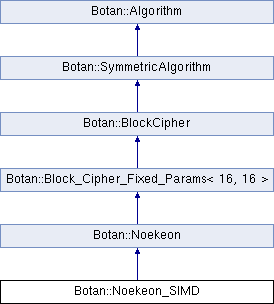 Botan::Algorithm
Botan::SymmetricAlgorithm
Botan::BlockCipher
Botan::Block_Cipher_Fixed_Params< 16, 16 >
Botan::Noekeon
Botan::Noekeon_SIMD